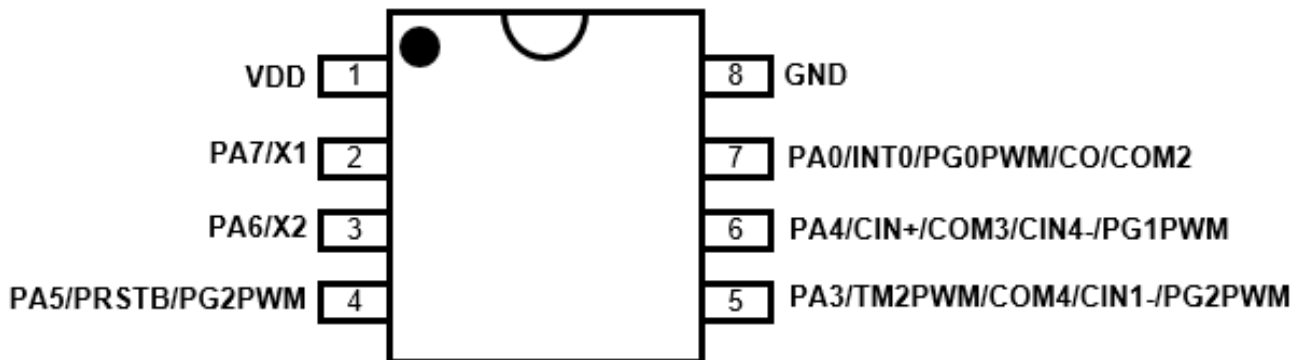 VDD 1
8 GND
PA7/X1 2
7 PA0/INT0/PG0PWM/CO/COM2
PA6/X2 3
6 PA4/CIN+/COM3/CIN4-/PG1PWM
PA5/PRSTB/PG2PWM 4
5 PA3/TM2PWM/COM4/CIN1-/PG2PWM